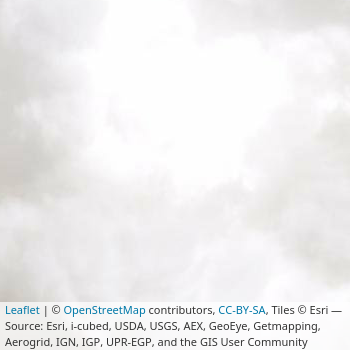 Leaflet | © OpenStreetMap contributors, CC-BY-SA, Tiles © Esri —
Source: Esri, i-cubed, USDA, USGS, AEX, GeoEye, Getmapping,
Aerogrid, IGN, IGP, UPR-EGP, and the GIS User Community